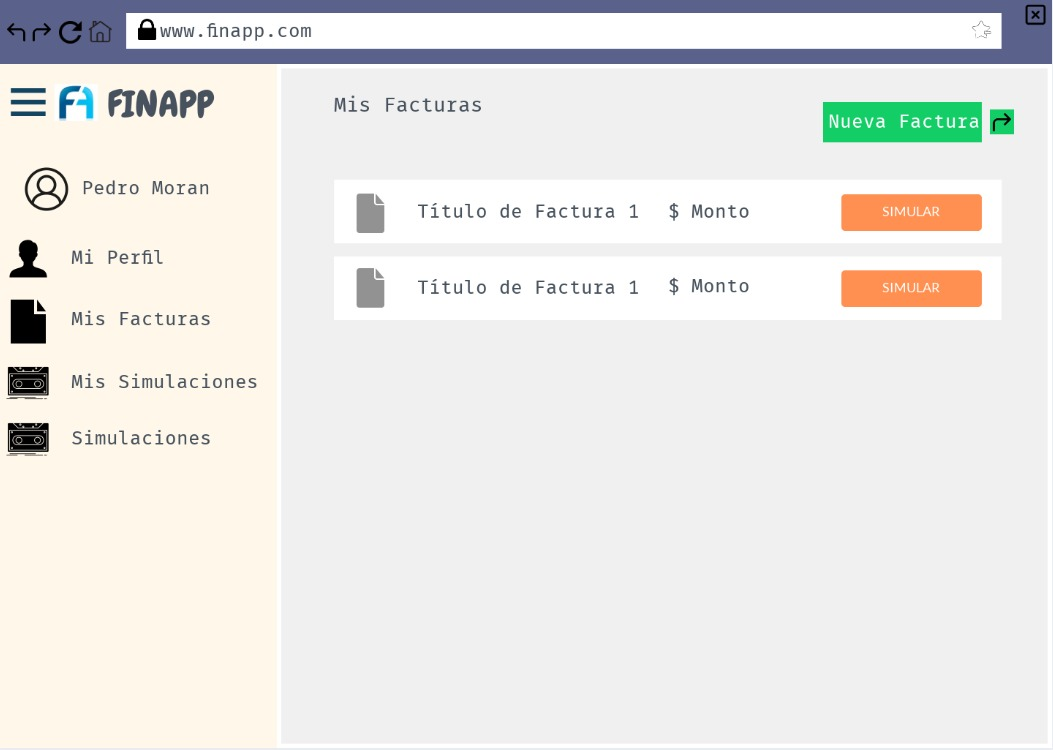 www.finapp.com
FA FINAPP
Pedro Moran
Mi Perfil
Mis Facturas
Mis Simulaciones
Simulaciones
Mis Facturas
Nueva Factura
Título de Factura 1 $ Monto SIMULAR
Título de Factura 1 $ Monto SIMULAR